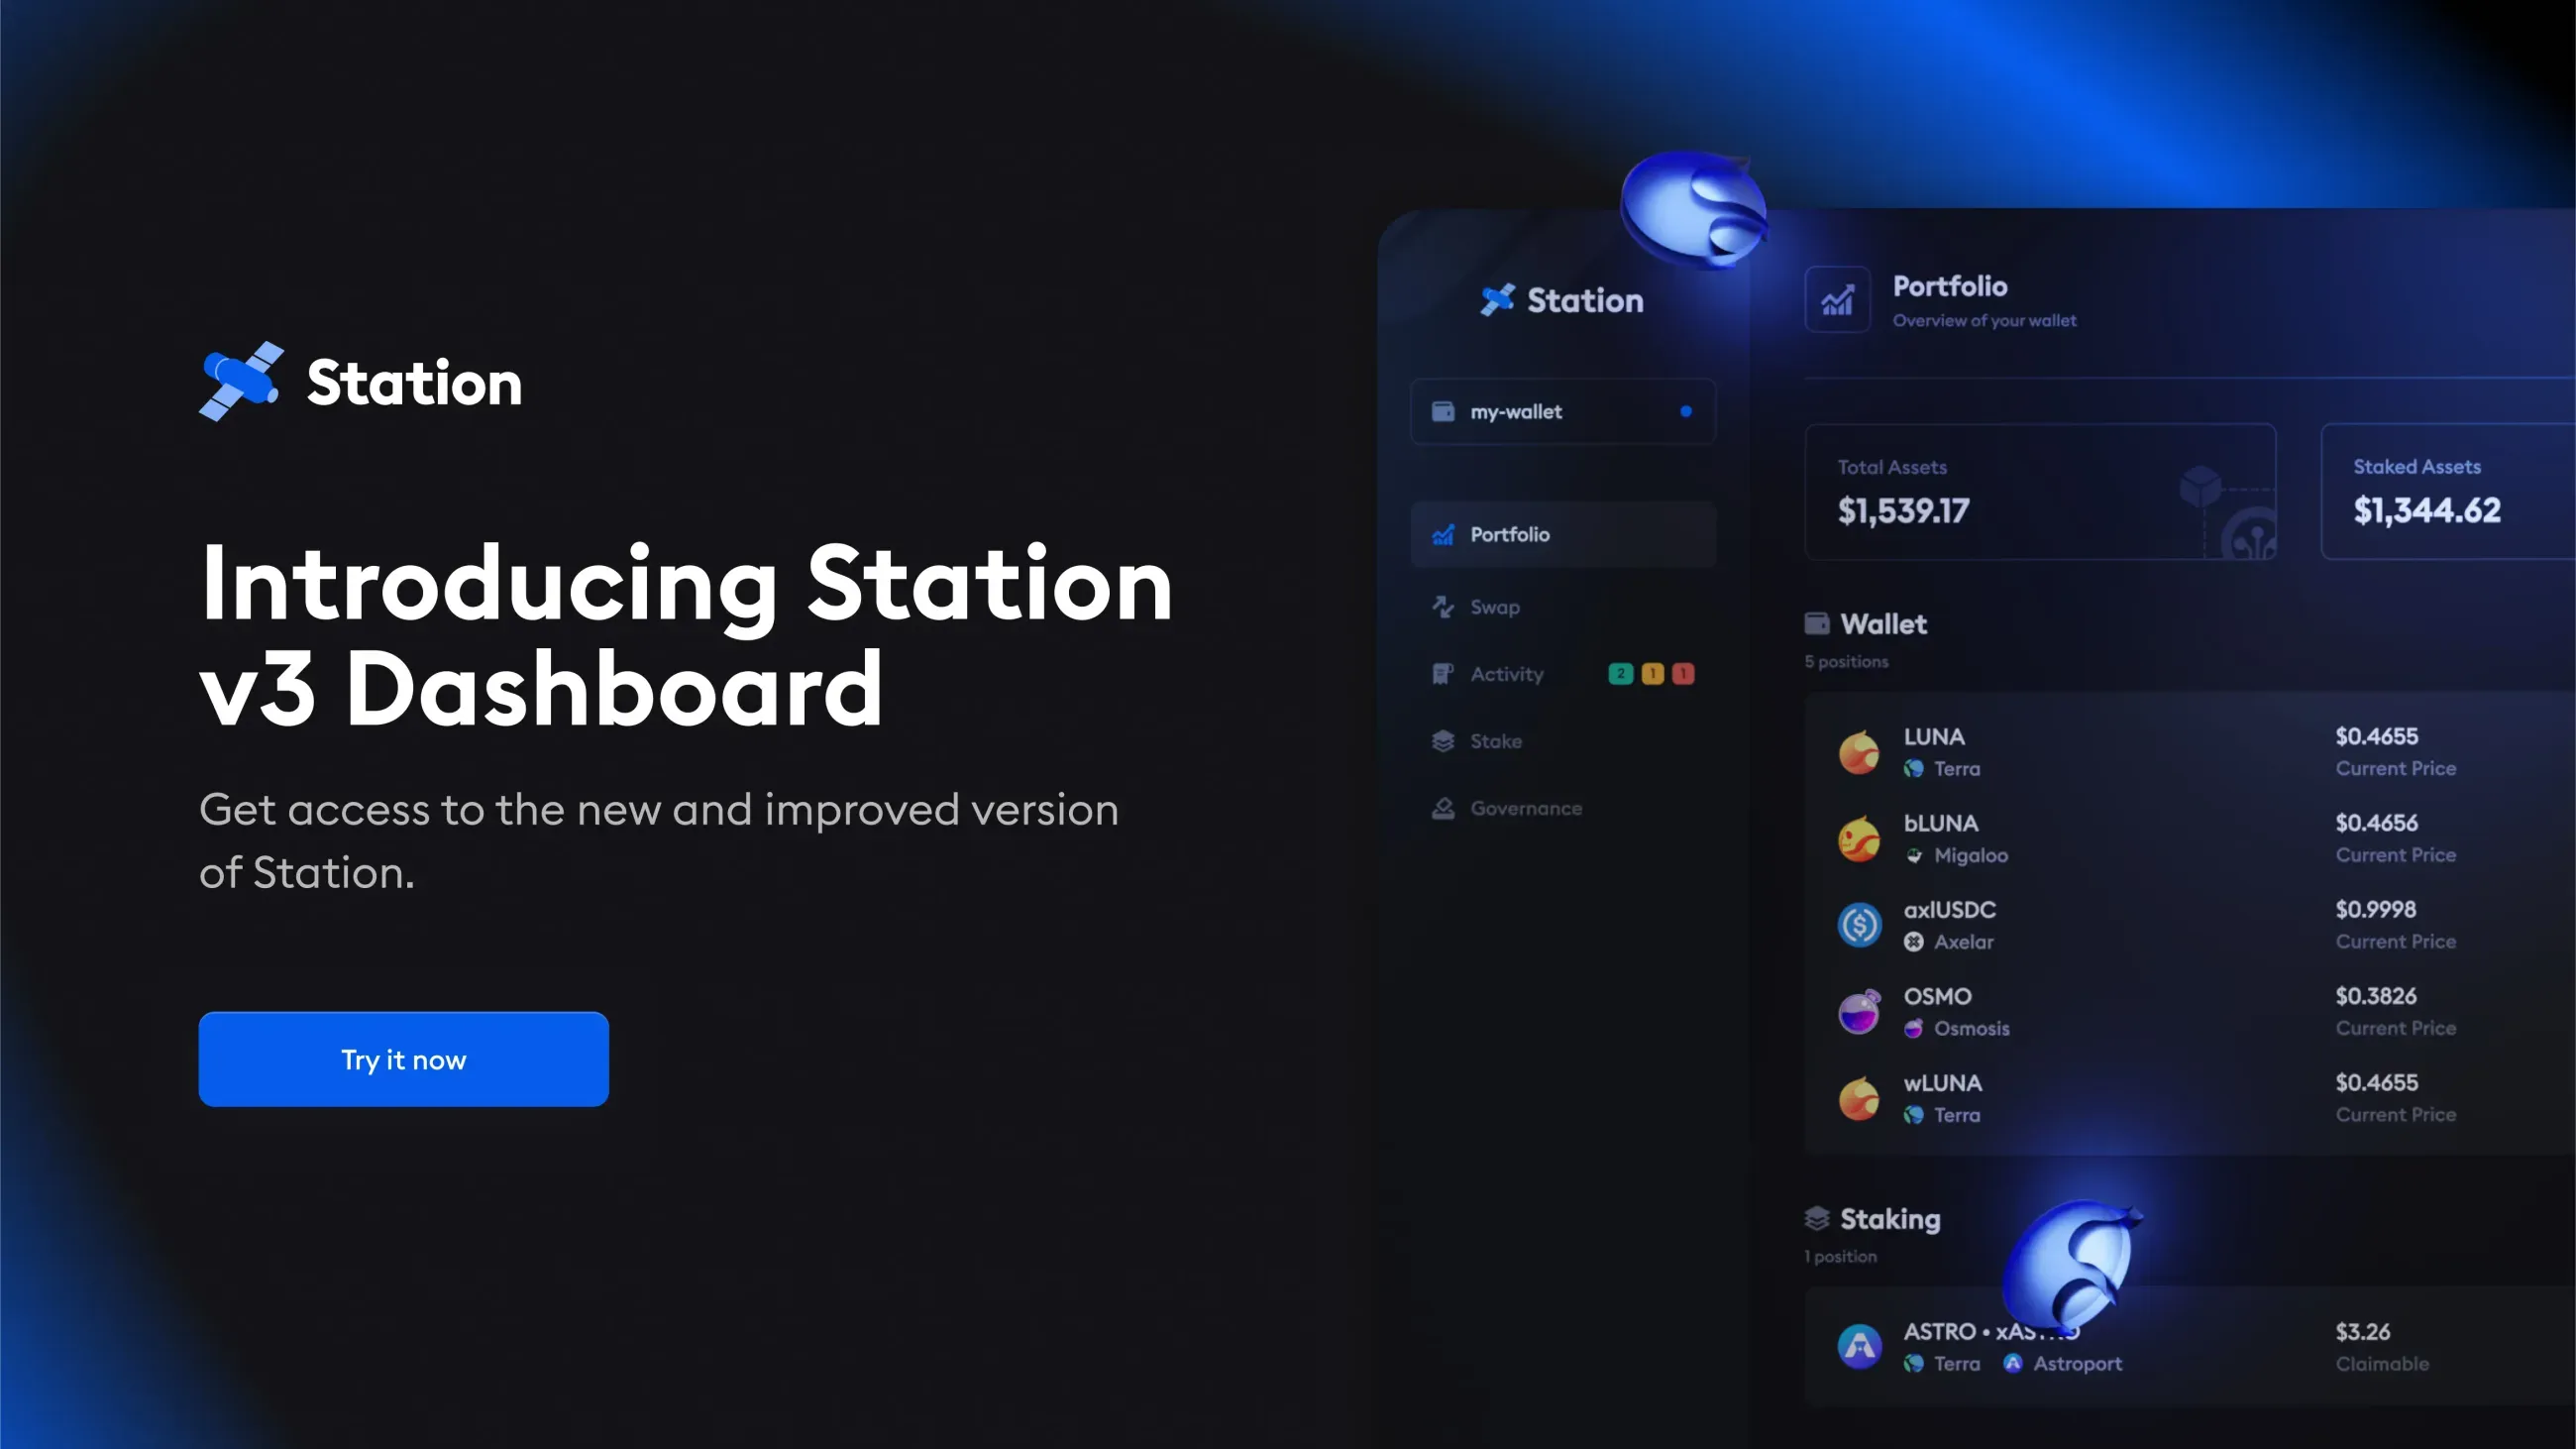 Station
Introducing Station
v3 Dashboard
Get access to the new and improved version
of Station.
Try it now
Station
my-wallet
Portfolio
Swap
Activity 2 1 1
Stake
Governance
Portfolio
Overview of your wallet
Total Assets
$1,539.17
Staked Assets
$1,344.62
Wallet
5 positions
LUNA $0.4655
Terra Current Price
bLUNA $0.4656
Migaloo Current Price
axlUSDC $0.9998
Axelar Current Price
OSMO $0.3826
Osmosis Current Price
wLUNA $0.4655
Terra Current Price
Staking
1 position
ASTRO • $3.26
Terra Astroport Claimable